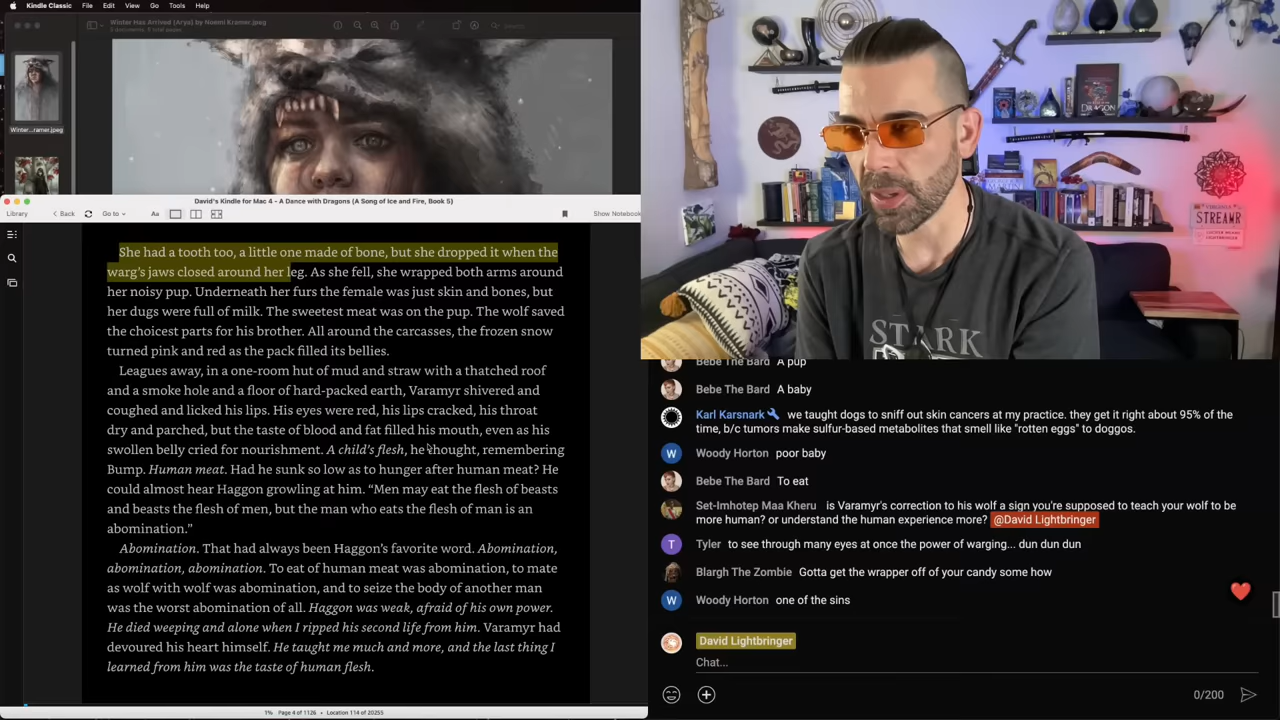 Kindle Classic File Edit View Go Tools Help
Winter Has Arrived (Arya) by Noemi Kramer.jpeg
Search
Winter...ramer.jpeg
David's Kindle for Mac 4 - A Dance with Dragons (A Song of Ice and Fire, Book 5)
Library < Back Go to Aa Show Notebook
She had a tooth too, a little one made of bone, but she dropped it when the
warg's jaws closed around her leg. As she fell, she wrapped both arms around
her noisy pup. Underneath her furs the female was just skin and bones, but
her dugs were full of milk. The sweetest meat was on the pup. The wolf saved
the choicest parts for his brother. All around the carcasses, the frozen snow
turned pink and red as the pack filled its bellies.
Leagues away, in a one-room hut of mud and straw with a thatched roof
and a smoke hole and a floor of hard-packed earth, Varamyr shivered and
coughed and licked his lips. His eyes were red, his lips cracked, his throat
dry and parched, but the taste of blood and fat filled his mouth, even as his
swollen belly cried for nourishment. A child's flesh, he thought, remembering
Bump. Human meat. Had he sunk so low as to hunger after human meat? He
could almost hear Haggon growling at him. “Men may eat the flesh of beasts
and beasts the flesh of men, but the man who eats the flesh of man is an
abomination.”
Abomination. That had always been Haggon's favorite word. Abomination,
abomination, abomination. To eat of human meat was abomination, to mate
as wolf with wolf was abomination, and to seize the body of another man
was the worst abomination of all. Haggon was weak, afraid of his own power.
He died weeping and alone when I ripped his second life from him. Varamyr had
devoured his heart himself. He taught me much and more, and the last thing I
learned from him was the taste of human flesh.
1% Page 4 of 1126 • Location 114 of 20255
DRAGON
STREAMR
STARK
Bebe The Bard A pup
Bebe The Bard A baby
Karl Karsnark we taught dogs to sniff out skin cancers at my practice. they get it right about 95% of the
time, b/c tumors make sulfur-based metabolites that smell like "rotten eggs" to doggos.
W Woody Horton poor baby
Bebe The Bard To eat
Set-Imhotep Maa Kheru is Varamyr's correction to his wolf a sign you're supposed to teach your wolf to be
more human? or understand the human experience more? @David Lightbringer
T Tyler to see through many eyes at once the power of warging... dun dun dun
Blargh The Zombie Gotta get the wrapper off of your candy some how
W Woody Horton one of the sins
David Lightbringer
Chat...
0/200